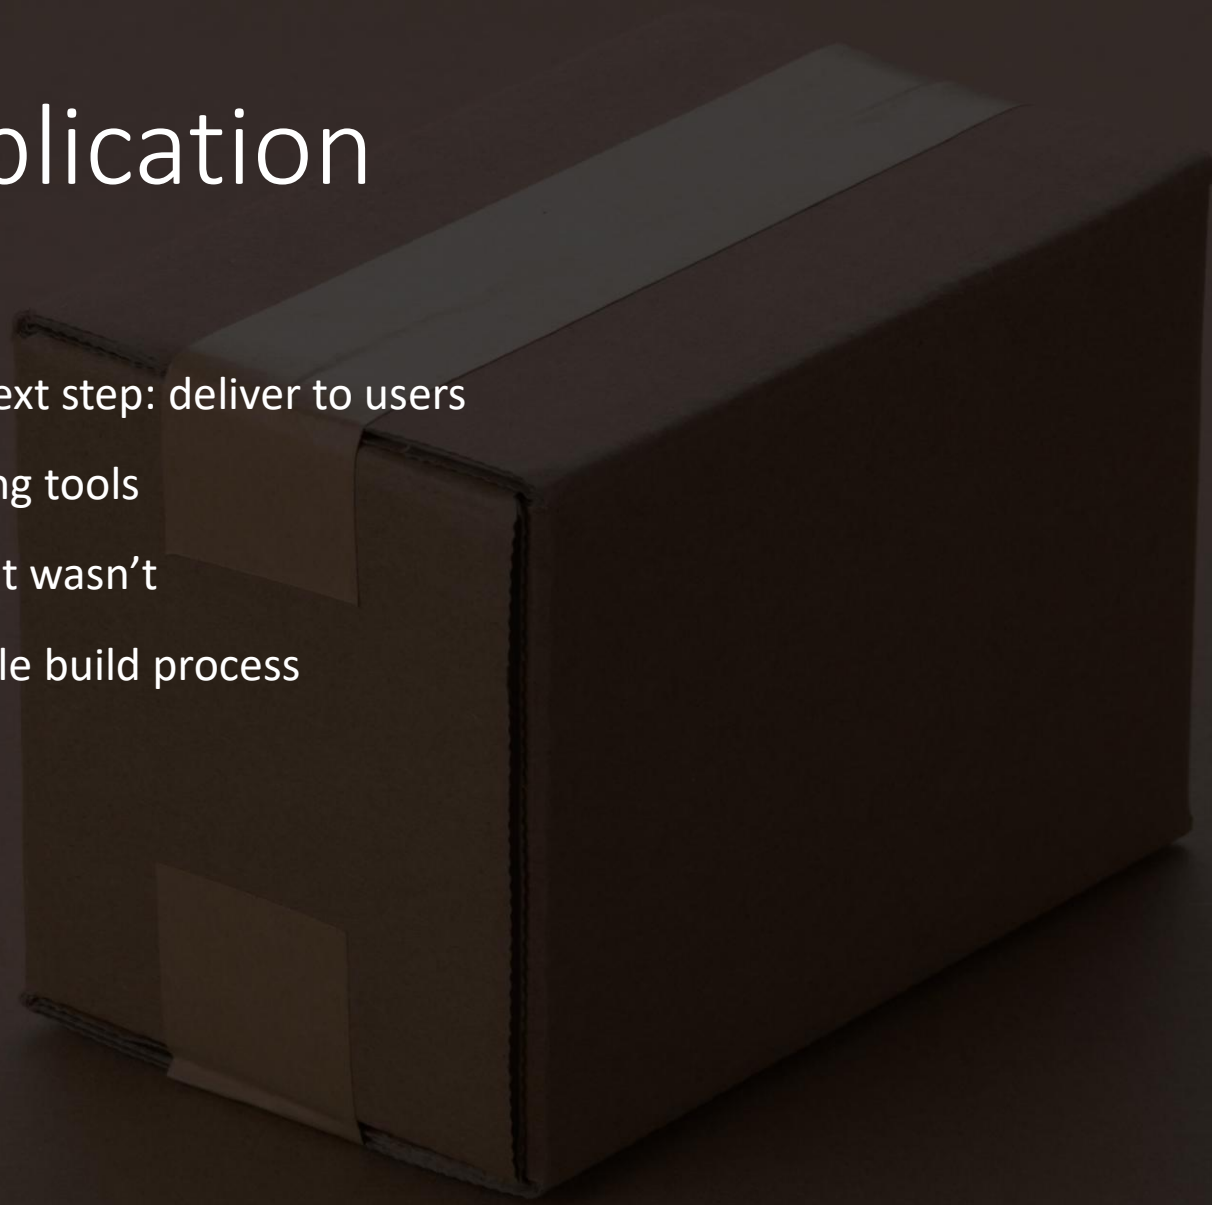 plication
ext step: deliver to users
ng tools
t wasn’t
le build process